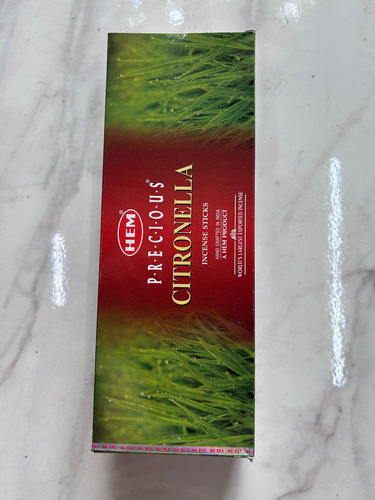 HEM®
P·R·E·C·I·O·U·S®
CITRONELLA
INCENSE STICKS
HAND CRAFTED IN INDIA
A HEM PRODUCT
WORLD'S LARGEST EXPORTED INCENSE